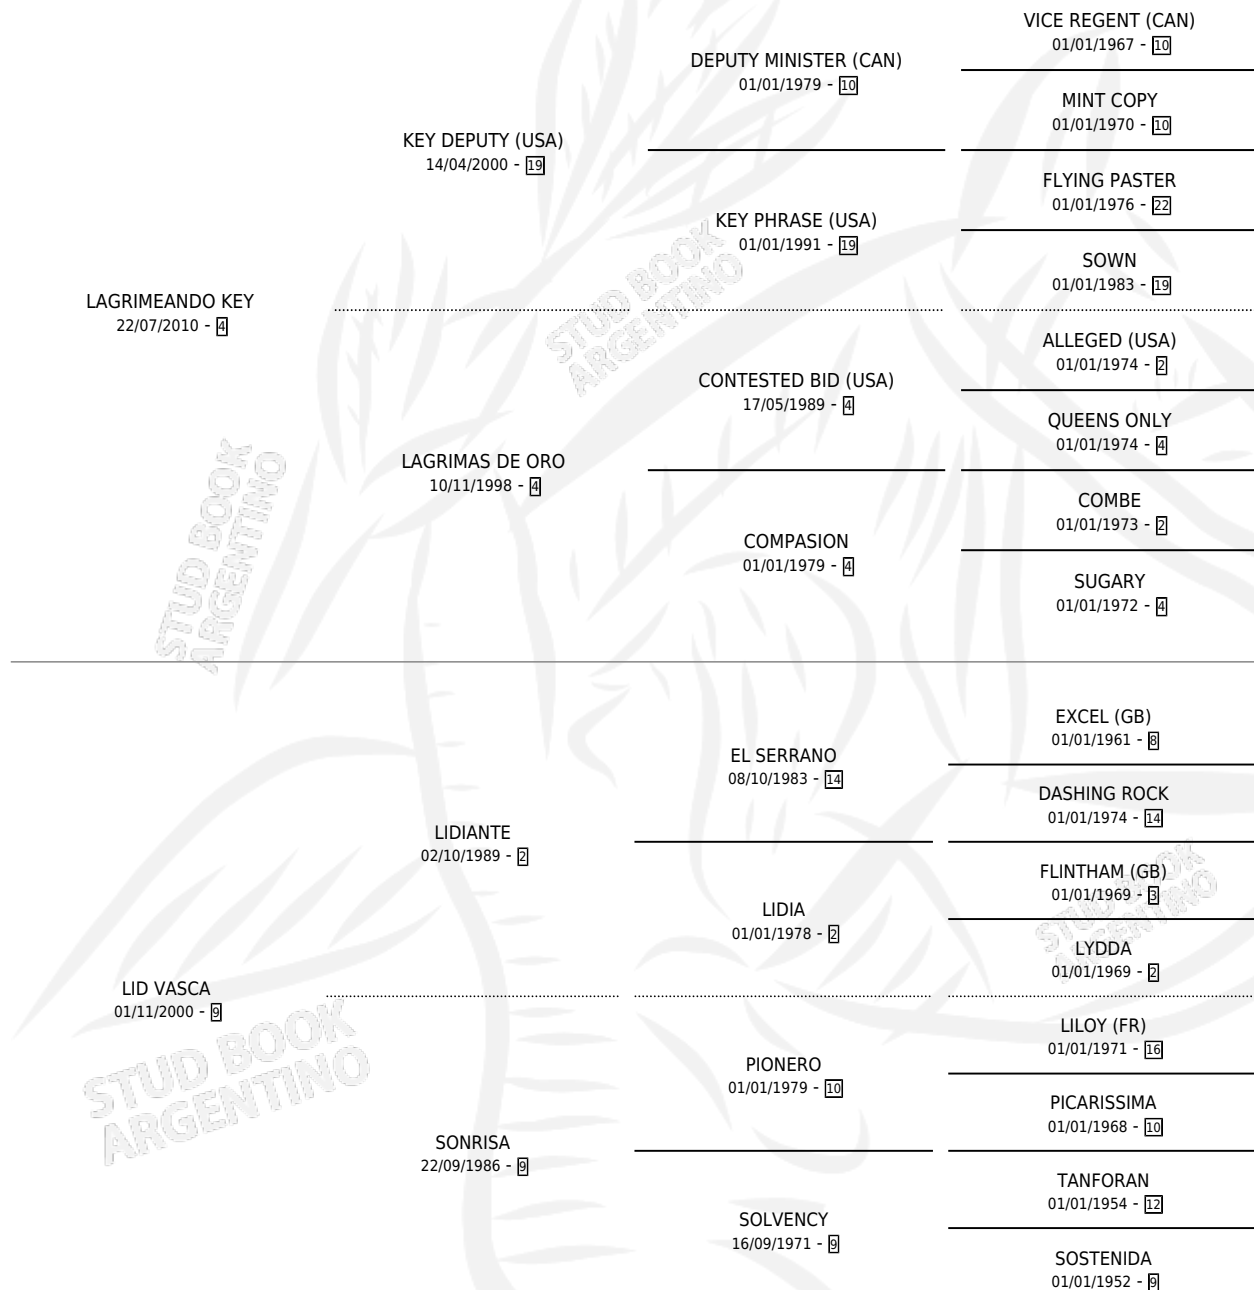 VICE REGENT (CAN)
01/01/1967 - 10
DEPUTY MINISTER (CAN)
01/01/1979 - 10
MINT COPY
01/01/1970 - 10
KEY DEPUTY (USA)
14/04/2000 - 19
FLYING PASTER
01/01/1976 - 22
KEY PHRASE (USA)
01/01/1991 - 19
SOWN
01/01/1983 - 19
LAGRIMEANDO KEY
22/07/2010 - 4
ALLEGED (USA)
01/01/1974 - 2
CONTESTED BID (USA)
17/05/1989 - 4
QUEENS ONLY
01/01/1974 - 4
LAGRIMAS DE ORO
10/11/1998 - 4
COMBE
01/01/1973 - 2
COMPASION
01/01/1979 - 4
SUGARY
01/01/1972 - 4
EXCEL (GB)
01/01/1961 - 8
EL SERRANO
08/10/1983 - 14
DASHING ROCK
01/01/1974 - 14
LIDIANTE
02/10/1989 - 2
FLINTHAM (GB)
01/01/1969 - 3
LIDIA
01/01/1978 - 2
LYDDA
01/01/1969 - 2
LID VASCA
01/11/2000 - 9
LILOY (FR)
01/01/1971 - 16
PIONERO
01/01/1979 - 10
PICARISSIMA
01/01/1968 - 10
SONRISA
22/09/1986 - 9
TANFORAN
01/01/1954 - 12
SOLVENCY
16/09/1971 - 9
SOSTENIDA
01/01/1952 - 9
STUD BOOK
ARGENTINO
STUD BOOK
ARGENTINO
STUD BOOK
ARGENTINO
STUD BOOK
ARGENTINO